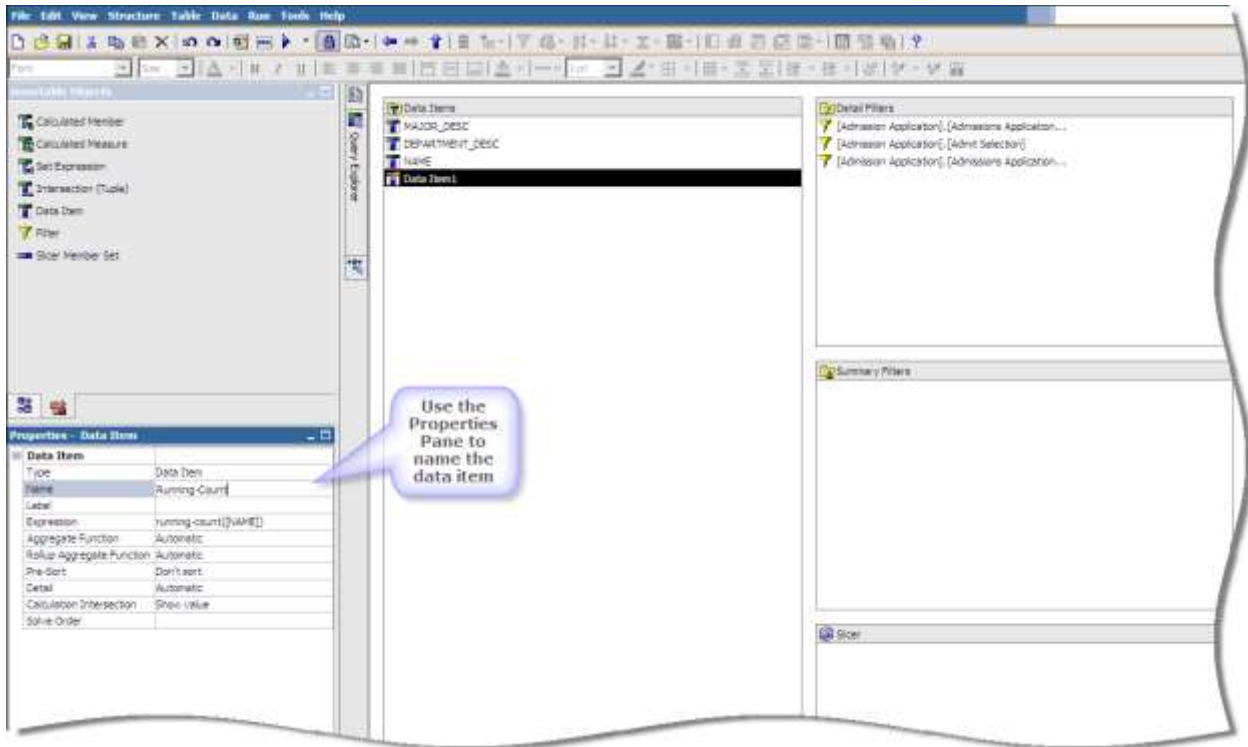 File Edit View Structure Table Data Run Tools Help
Font
Size
Insertable Objects
Calculated Member
Calculated Measure
Set Expression
Intersection (Tuple)
Data Item
Filter
Slicer Member Set
Query Explorer
Data Items
MAJOR_DESC
DEPARTMENT_DESC
NAME
Data Item1
Detail Filters
[Admission Application].[Admissions Application...
[Admission Application].[Admit Selection]
[Admission Application].[Admissions Application...
Summary Filters
Slicer
Use the
Properties
Pane to
name the
data item
Properties - Data Item
Data Item
Type Data Item
Name Running-Count
Label
Expression running-count([NAME])
Aggregate Function Automatic
Rollup Aggregate Function Automatic
Pre-Sort Don't sort
Detail Automatic
Calculation Intersection Show value
Solve Order